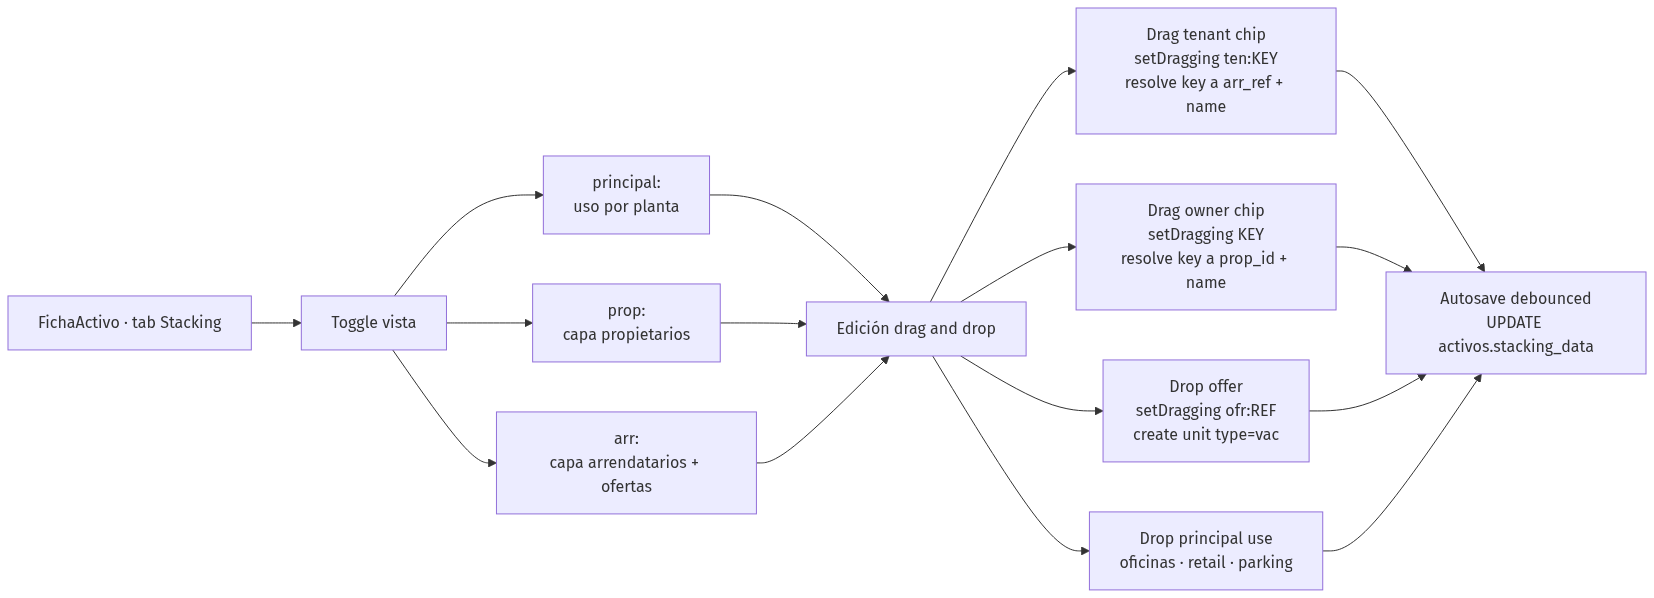 FichaActivo · tab Stacking
Toggle vista
principal:
uso por planta
prop:
capa propietarios
arr:
capa arrendatarios +
ofertas
Edición drag and drop
Drag tenant chip
setDragging ten:KEY
resolve key a arr_ref +
name
Drag owner chip
setDragging KEY
resolve key a prop_id +
name
Drop offer
setDragging ofr:REF
create unit type=vac
Drop principal use
oficinas · retail · parking
Autosave debounced
UPDATE
activos.stacking_data